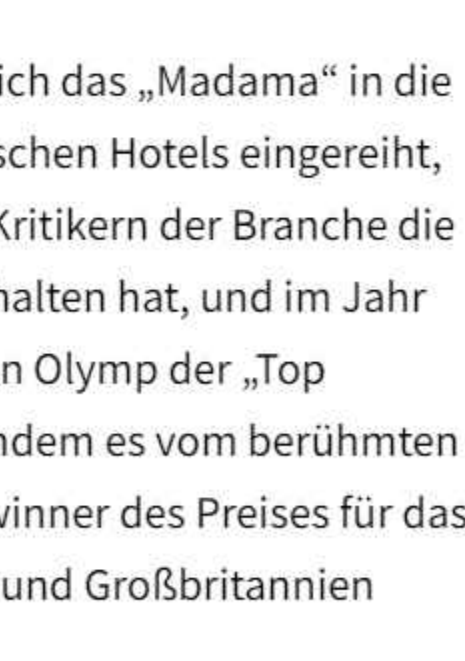 ich das „Madama“ in die
schen Hotels eingereiht,
Kritikern der Branche die
halten hat, und im Jahr
n Olymp der „Top
ndem es vom berühmten
winner des Preises für das
und Großbritannien